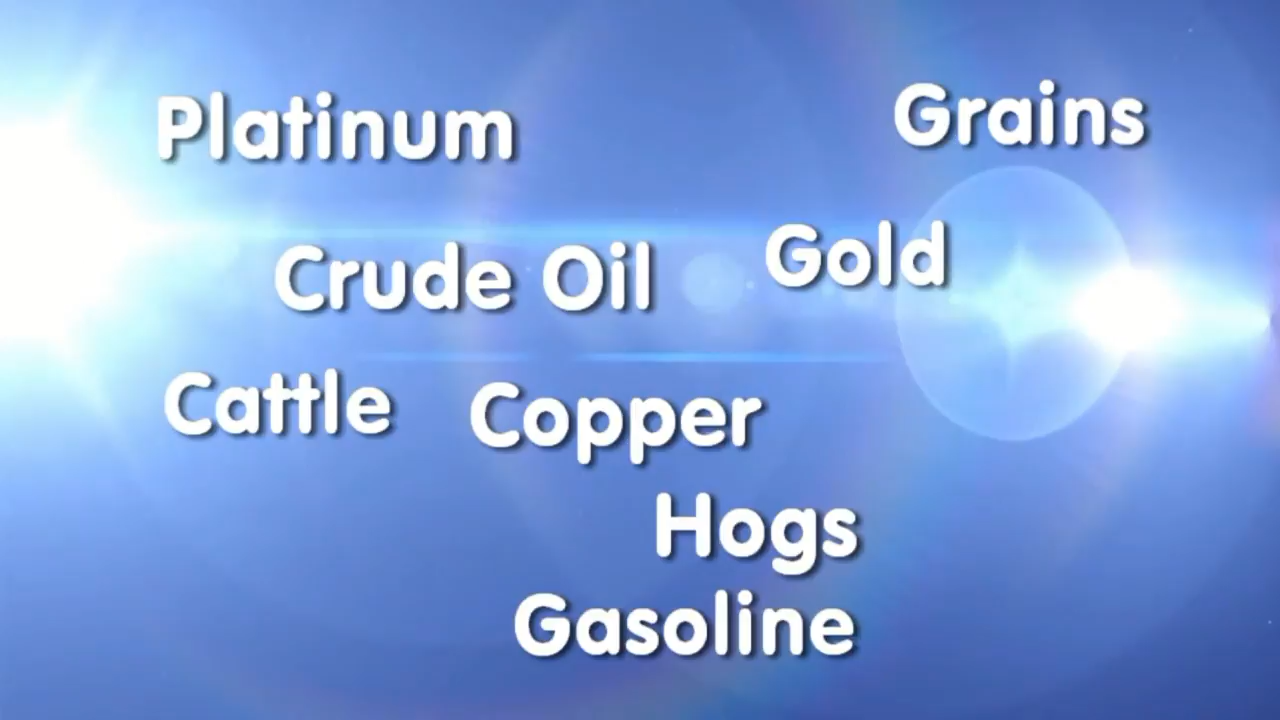 Platinum
Grains
Crude Oil
Gold
Cattle
Copper
Hogs
Gasoline